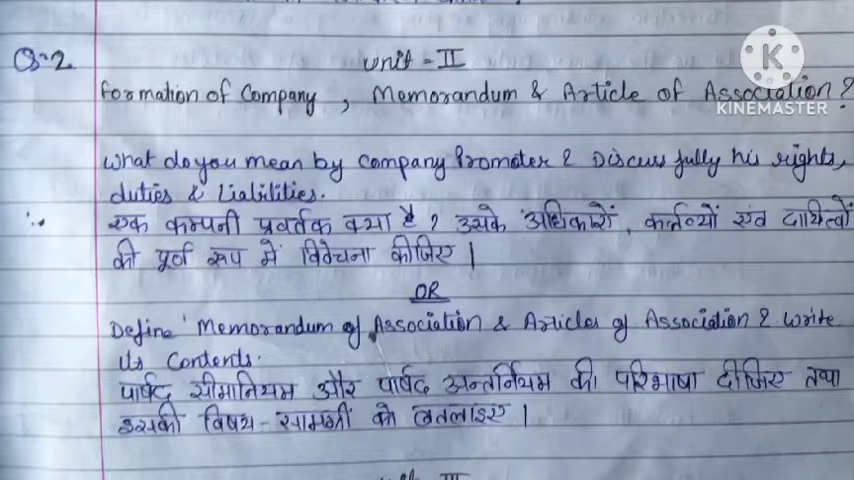 Q-2 Unit - II
K
KINEMASTER
Formation of Company, Memorandum & Article of Association?
What do you mean by Company Promoter? Discuss fully his rights,
duties & Liabilities.
एक कम्पनी प्रवर्तक क्या है? उसके अधिकारों, कर्त्तव्यों एंव दायित्वों
की पूर्व रूप में विवेचना कीजिए।
OR
Define Memorandum of Association & Articles of Association? Write
its Contents.
पार्षद सीमानियम और पार्षद अन्तर्नियम की परिभाषा दीजिए तथा
इसकी विषय-सामग्री को बतलाइए।
III